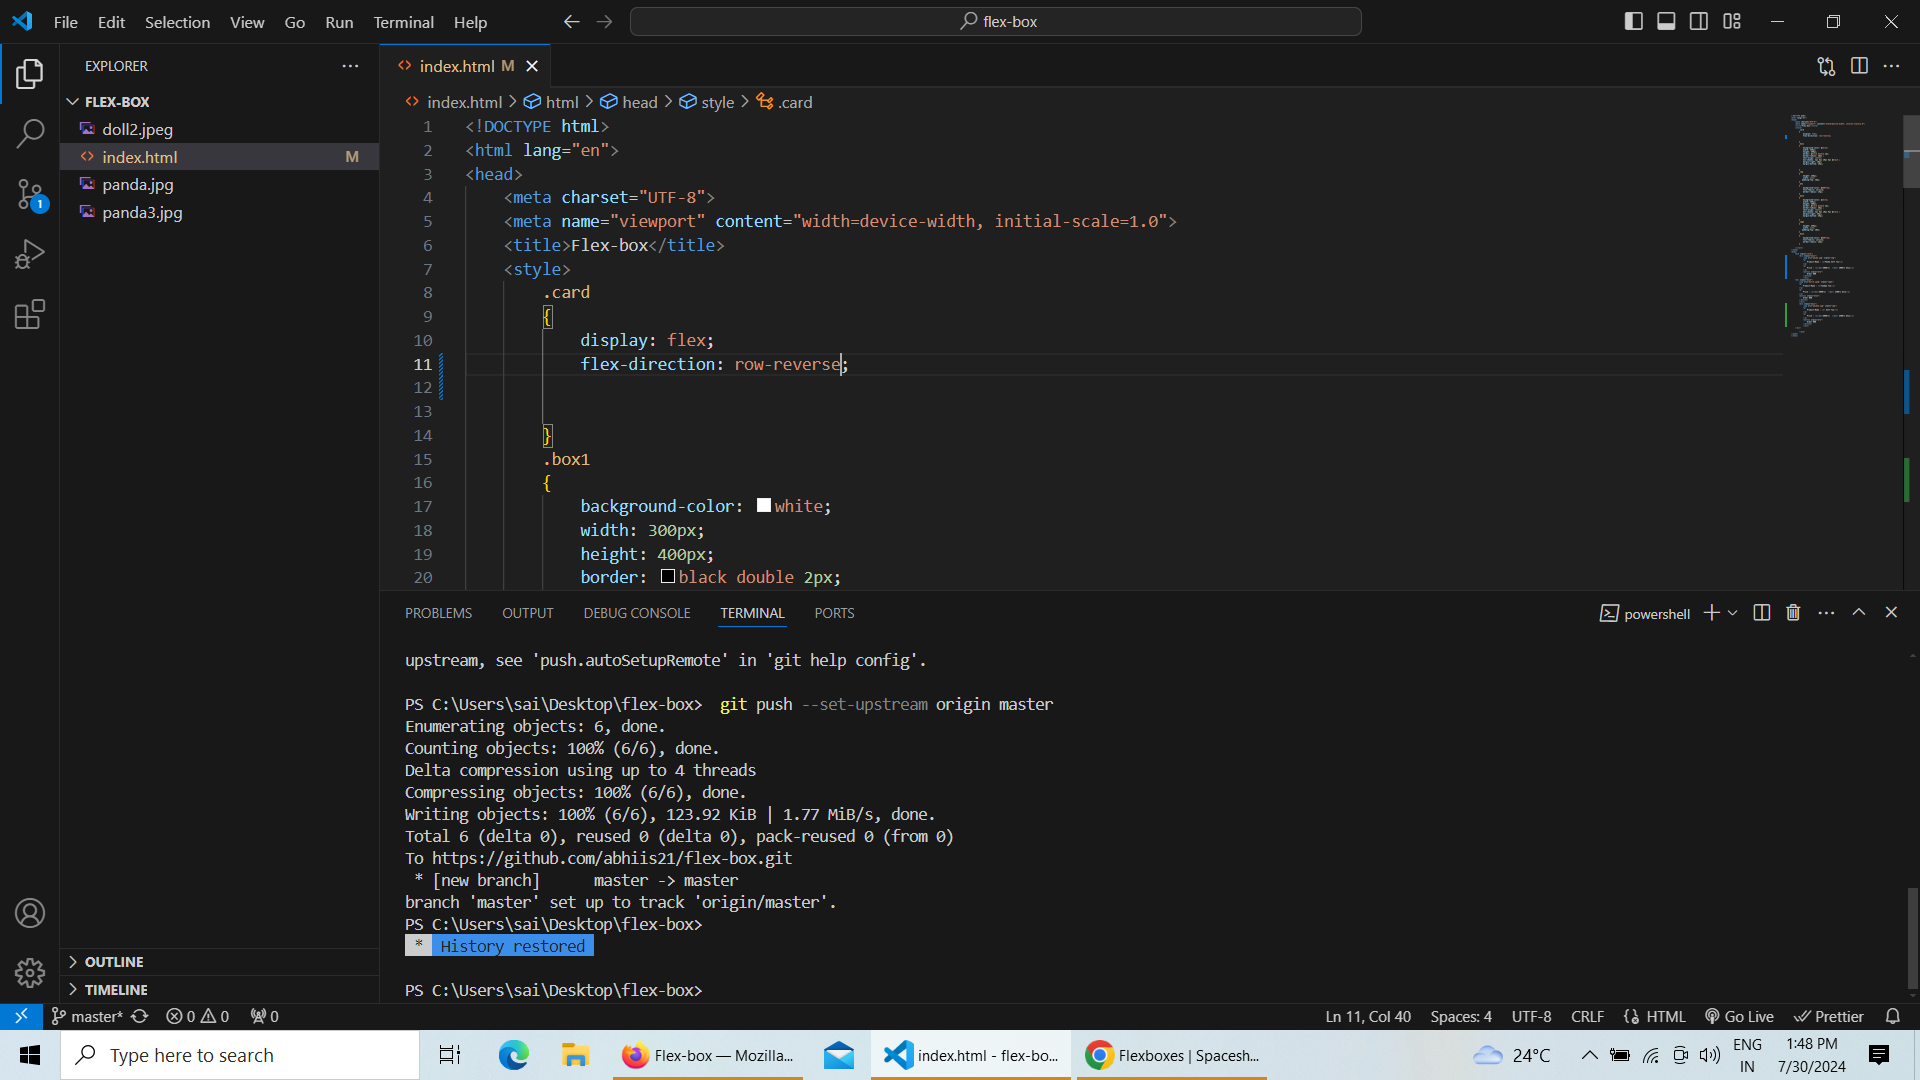 File Edit Selection View Go Run Terminal Help
flex-box
EXPLORER
FLEX-BOX
doll2.jpeg
index.html M
panda.jpg
panda3.jpg
OUTLINE
TIMELINE
index.html M
index.html > html > head > style > .card
1 <!DOCTYPE html>
2 <html lang="en">
3 <head>
4 <meta charset="UTF-8">
5 <meta name="viewport" content="width=device-width, initial-scale=1.0">
6 <title>Flex-box</title>
7 <style>
8 .card
9 {
10 display: flex;
11 flex-direction: row-reverse;
12
13
14 }
15 .box1
16 {
17 background-color: white;
18 width: 300px;
19 height: 400px;
20 border: black double 2px;
PROBLEMS OUTPUT DEBUG CONSOLE TERMINAL PORTS
powershell
upstream, see 'push.autoSetupRemote' in 'git help config'.
PS C:\Users\sai\Desktop\flex-box> git push --set-upstream origin master
Enumerating objects: 6, done.
Counting objects: 100% (6/6), done.
Delta compression using up to 4 threads
Compressing objects: 100% (6/6), done.
Writing objects: 100% (6/6), 123.92 KiB | 1.77 MiB/s, done.
Total 6 (delta 0), reused 0 (delta 0), pack-reused 0 (from 0)
To https://github.com/abhiis21/flex-box.git
* [new branch] master -> master
branch 'master' set up to track 'origin/master'.
PS C:\Users\sai\Desktop\flex-box>
* History restored
PS C:\Users\sai\Desktop\flex-box>
1
master* 0 0 0
Ln 11, Col 40 Spaces: 4 UTF-8 CRLF HTML Go Live Prettier
Type here to search
Flex-box — Mozilla...
index.html - flex-bo...
Flexboxes | Spacesh...
24°C
ENG
IN
1:48 PM
7/30/2024